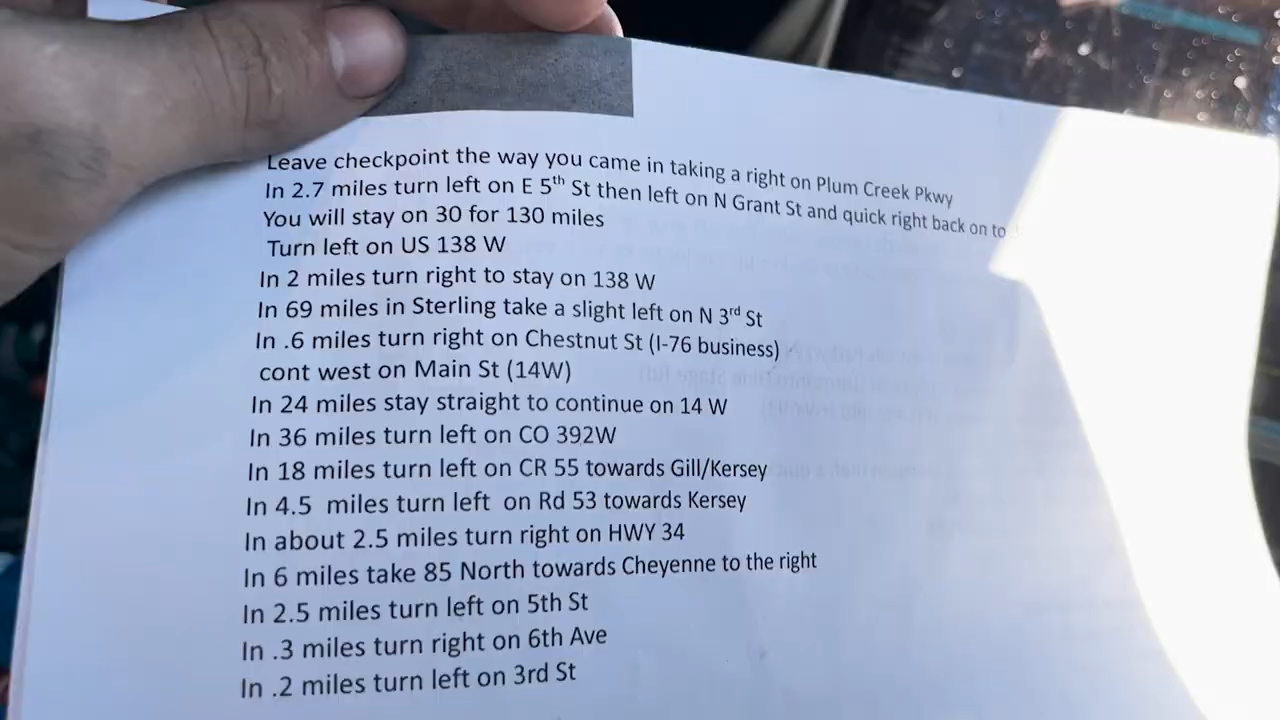 Leave checkpoint the way you came in taking a right on Plum Creek Pkwy
In 2.7 miles turn left on E 5th St then left on N Grant St and quick right back on to
You will stay on 30 for 130 miles
Turn left on US 138 W
In 2 miles turn right to stay on 138 W
In 69 miles in Sterling take a slight left on N 3rd St
In .6 miles turn right on Chestnut St (I-76 business)
cont west on Main St (14W)
In 24 miles stay straight to continue on 14 W
In 36 miles turn left on CO 392W
In 18 miles turn left on CR 55 towards Gill/Kersey
In 4.5 miles turn left on Rd 53 towards Kersey
In about 2.5 miles turn right on HWY 34
In 6 miles take 85 North towards Cheyenne to the right
In 2.5 miles turn left on 5th St
In .3 miles turn right on 6th Ave
In .2 miles turn left on 3rd St